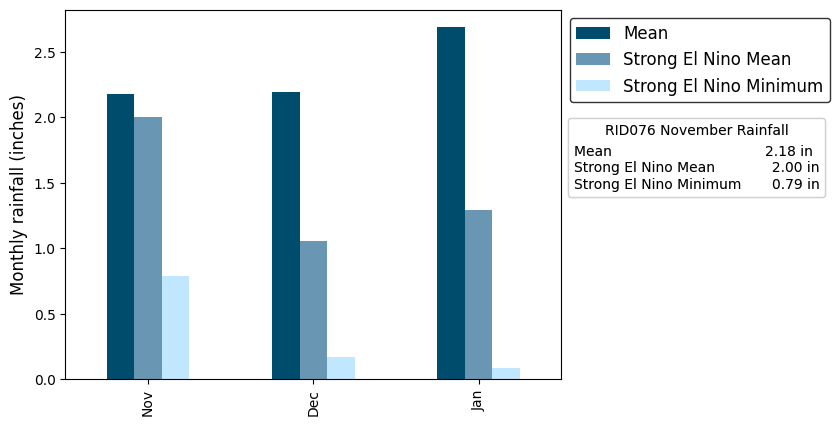 Monthly rainfall (inches)
2.5
2.0
1.5
1.0
0.5
0.0
Nov
Dec
Jan
Mean
Strong El Nino Mean
Strong El Nino Minimum
RID076 November Rainfall
Mean 2.18 in
Strong El Nino Mean 2.00 in
Strong El Nino Minimum 0.79 in